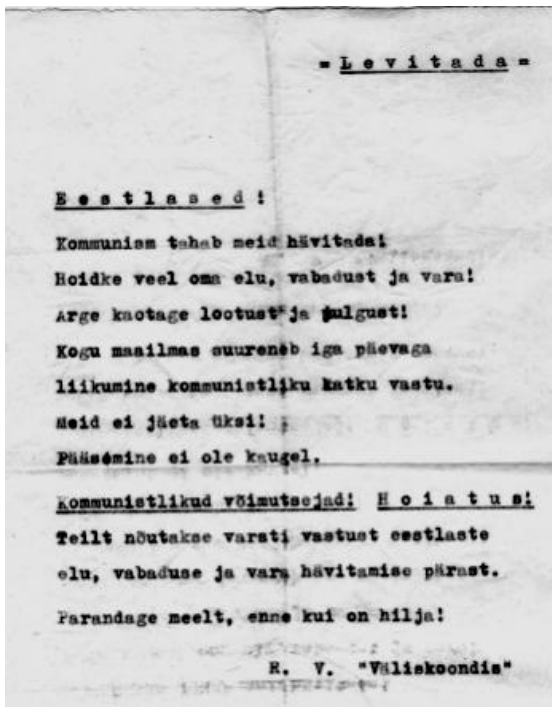 = Levitada =
Eestlased!
Kommunism tahab meid hävitada!
Hoidke veel oma elu, vabadust ja vara!
Arge kaotage lootust ja julgust!
Kogu maailmas suureneb iga päevaga
liikumine kommunistliku katku vastu.
Meid ei jäeta üksi!
Pääsemine ei ole kaugel.
Kommunistlikud võimutsejad! Hoiatus!
Teilt nõutakse varsti vastust eestlaste
elu, vabaduse ja vara hävitamise pärast.
Parandage meelt, enne kui on hilja!
R. V. "Väliskoondis"